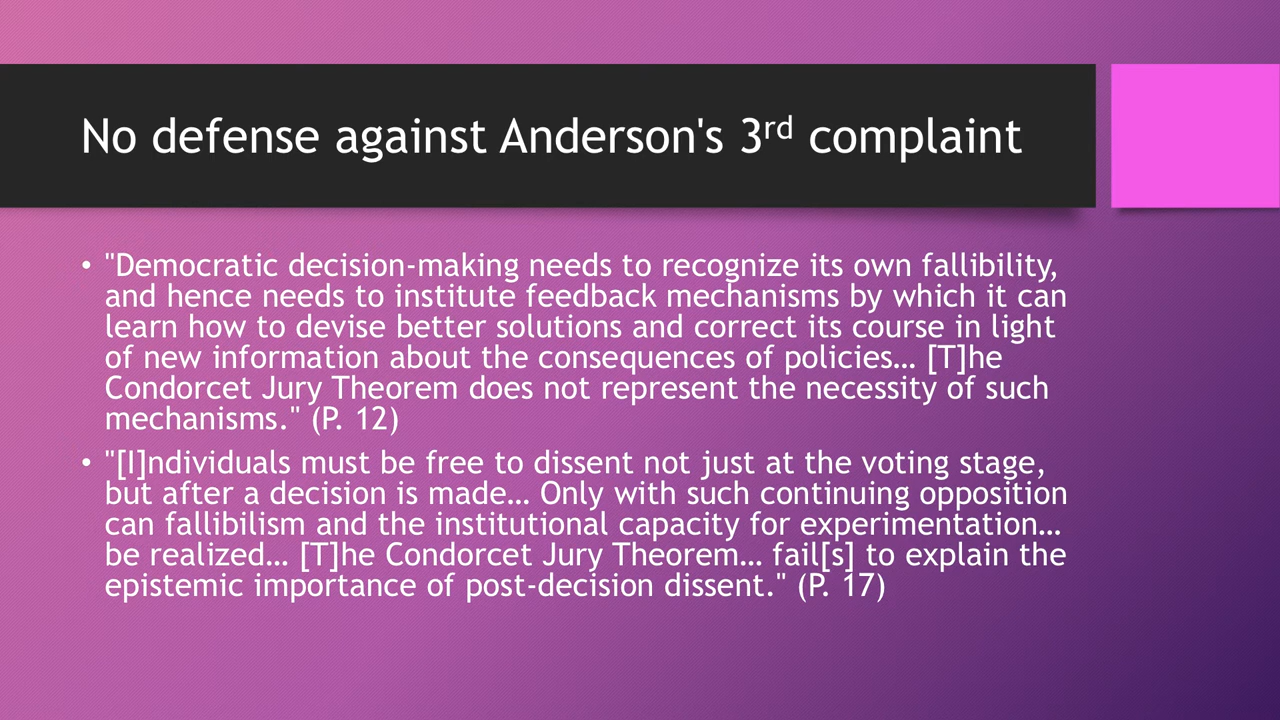 No defense against Anderson's 3rd complaint
• "Democratic decision-making needs to recognize its own fallibility,
and hence needs to institute feedback mechanisms by which it can
learn how to devise better solutions and correct its course in light
of new information about the consequences of policies… [T]he
Condorcet Jury Theorem does not represent the necessity of such
mechanisms." (P. 12)
• "[I]ndividuals must be free to dissent not just at the voting stage,
but after a decision is made… Only with such continuing opposition
can fallibilism and the institutional capacity for experimentation…
be realized… [T]he Condorcet Jury Theorem… fail[s] to explain the
epistemic importance of post-decision dissent." (P. 17)